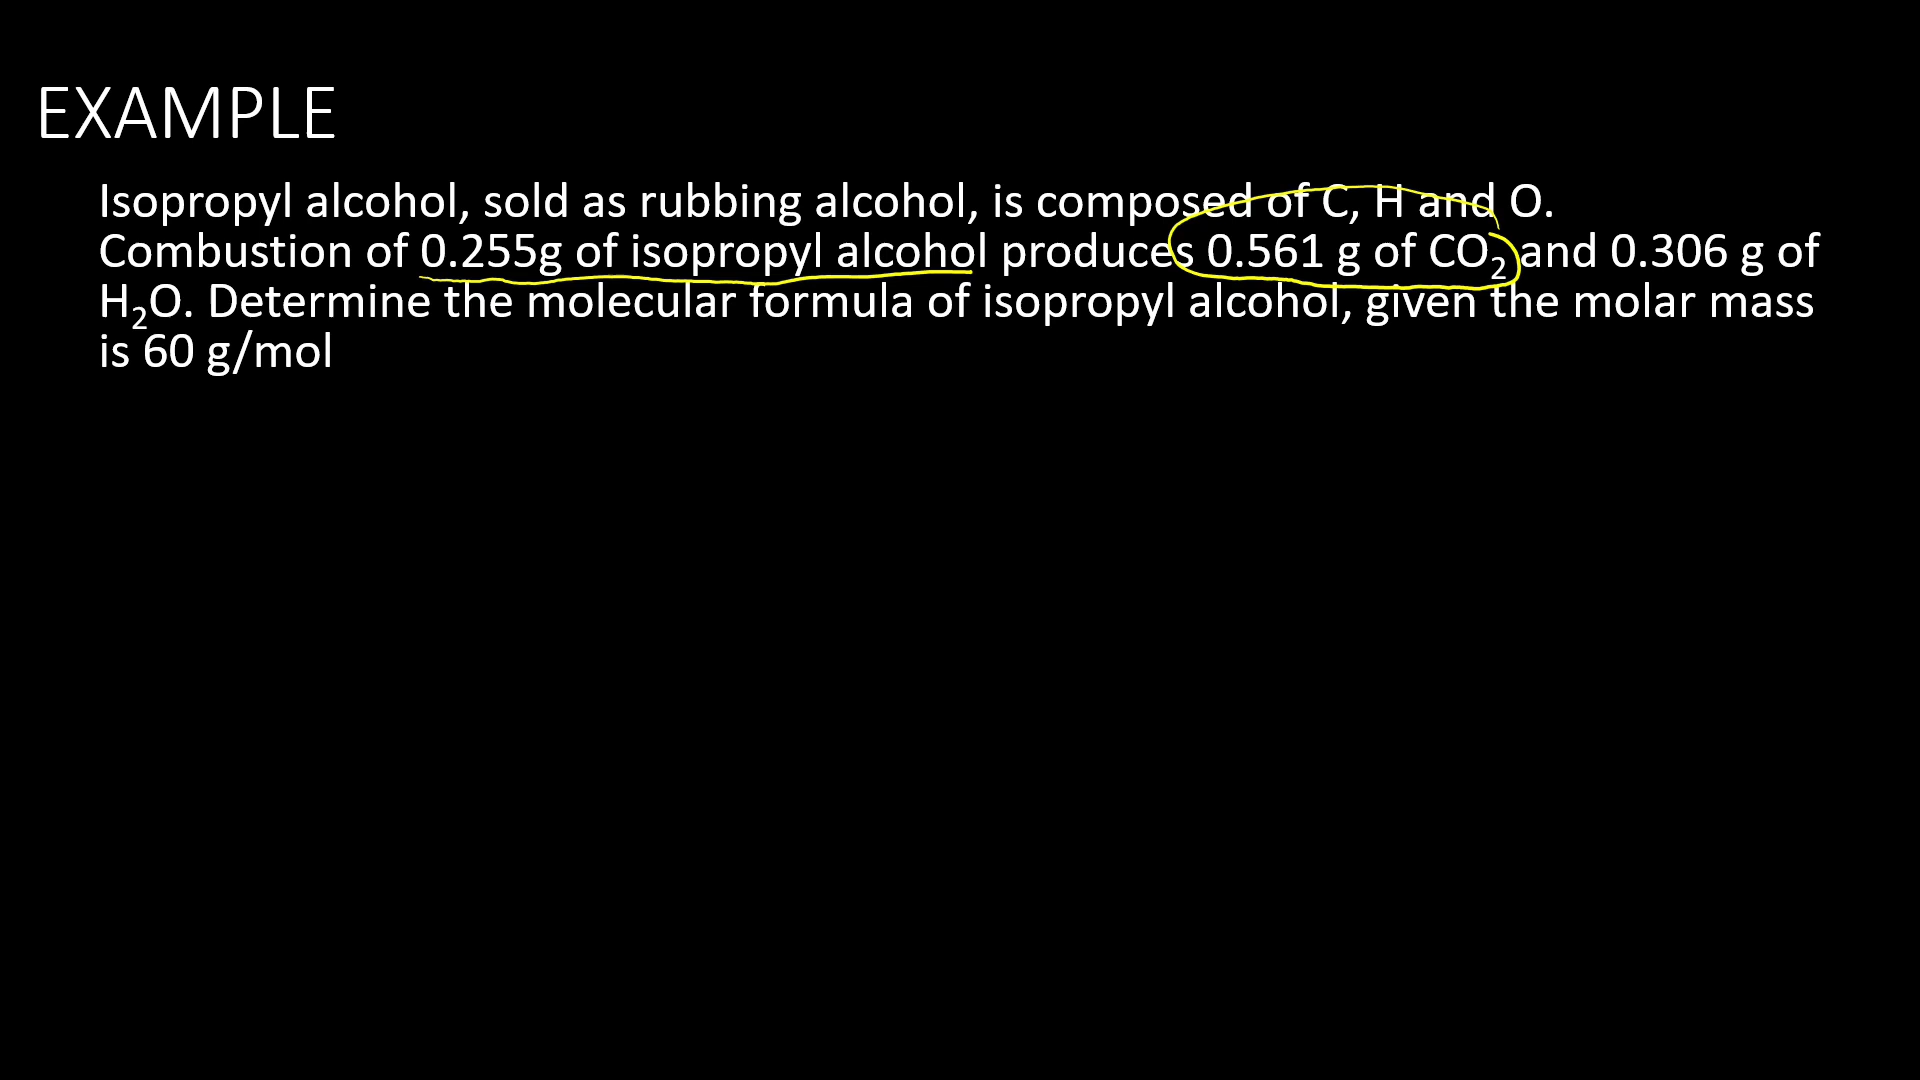 EXAMPLE
Isopropyl alcohol, sold as rubbing alcohol, is composed of C, H and O.
Combustion of 0.255g of isopropyl alcohol produces 0.561 g of CO₂ and 0.306 g of
H₂O. Determine the molecular formula of isopropyl alcohol, given the molar mass
is 60 g/mol